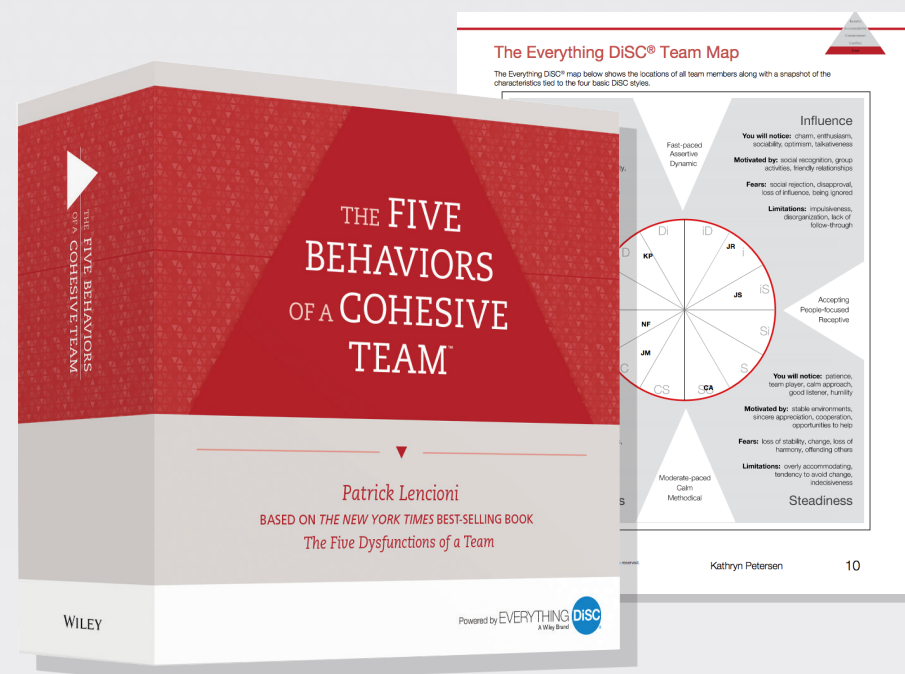 THE FIVE BEHAVIORS
OF A COHESIVE TEAM
THE FIVE
BEHAVIORS
OF A COHESIVE
TEAM™
Patrick Lencioni
BASED ON THE NEW YORK TIMES BEST-SELLING BOOK
The Five Dysfunctions of a Team
WILEY
Powered by EVERYTHING DiSC
A Wiley Brand
The Everything DiSC® Team Map
The Everything DiSC® map below shows the locations of all team members along with a snapshot of the
characteristics tied to the four basic DiSC styles.
Fast-paced
Assertive
Dynamic
Influence
You will notice: charm, enthusiasm,
sociability, optimism, talkativeness
Motivated by: social recognition, group
activities, friendly relationships
Fears: social rejection, disapproval,
loss of influence, being ignored
Limitations: impulsiveness,
disorganization, lack of
follow-through
Di
iD
D
KP
JR
i
JS
iS
NF
Si
JM
C
S
CS
CA
Accepting
People-focused
Receptive
You will notice: patience,
team player, calm approach,
good listener, humility
Motivated by: stable environments,
sincere appreciation, cooperation,
opportunities to help
Fears: loss of stability, change, loss of
harmony, offending others
Limitations: overly accommodating,
tendency to avoid change,
indecisiveness
Steadiness
Moderate-paced
Calm
Methodical
Kathryn Petersen
10